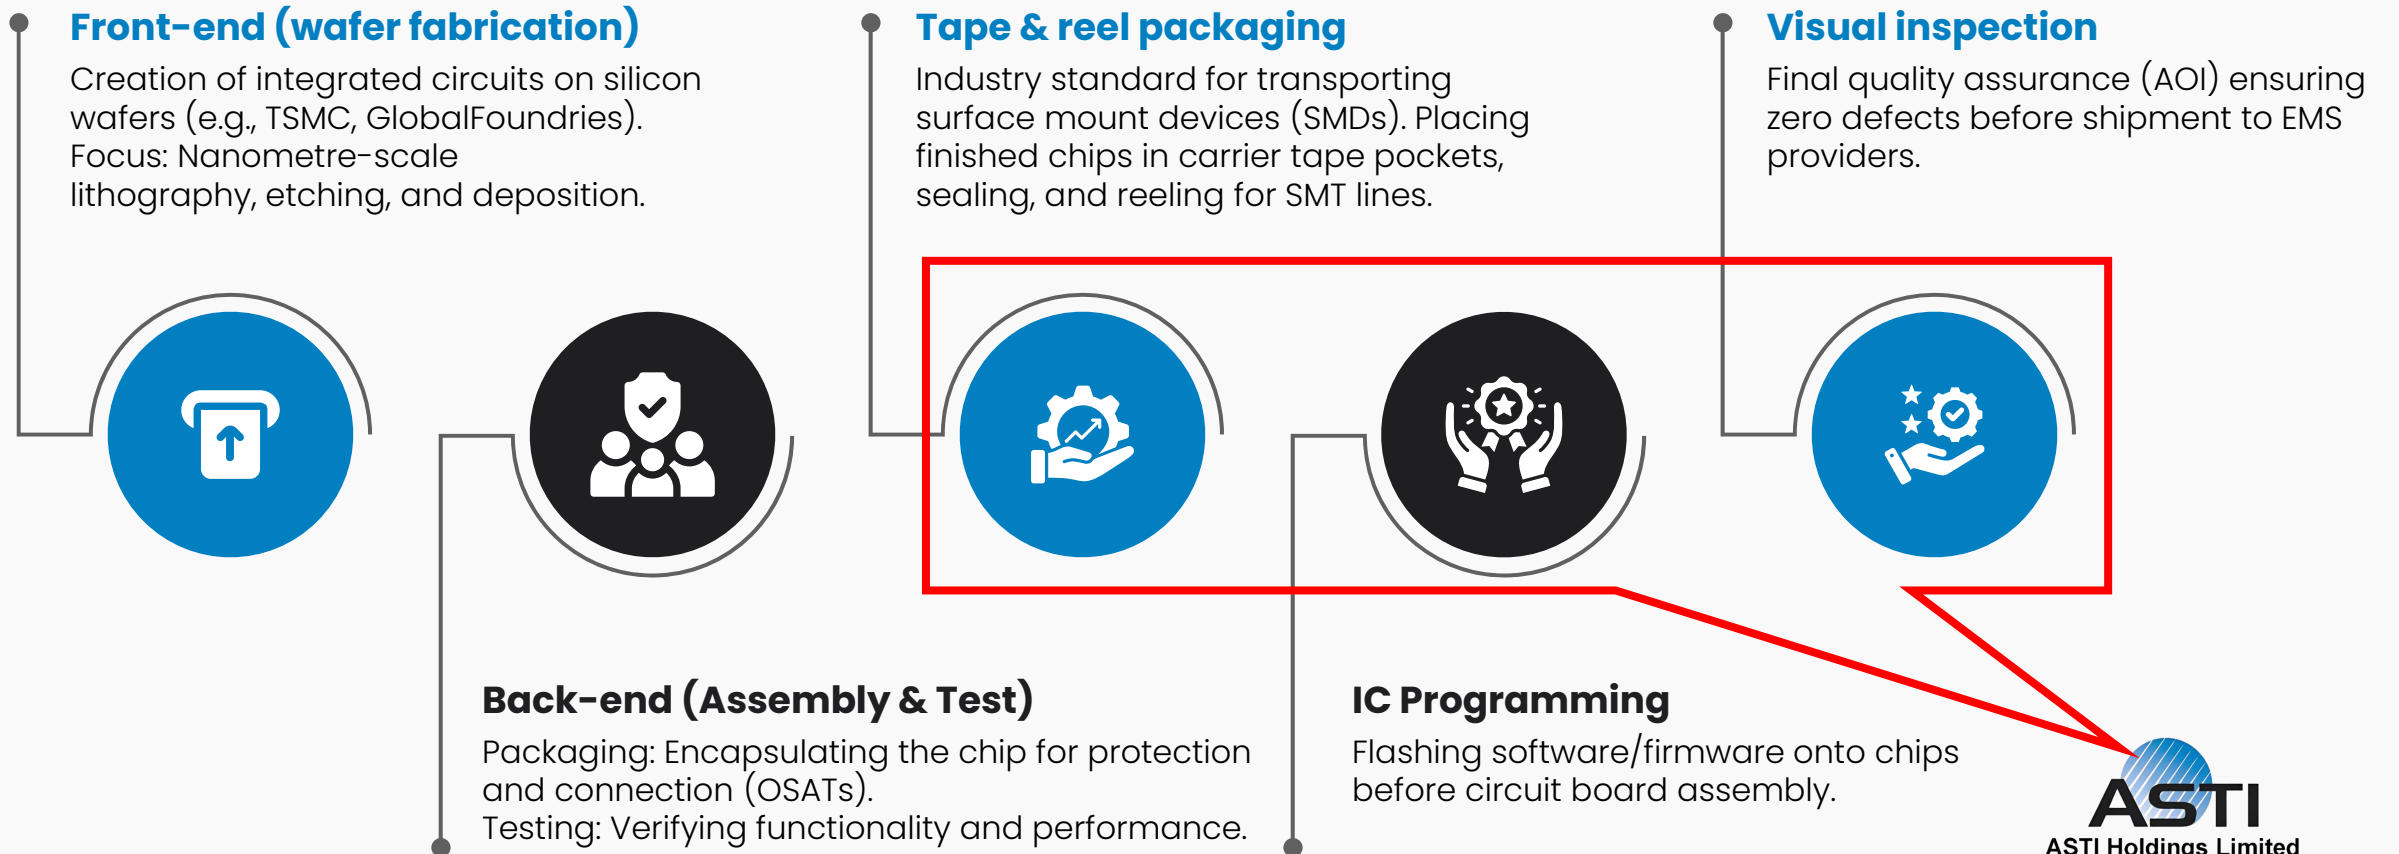 Front-end (wafer fabrication)
Creation of integrated circuits on silicon
wafers (e.g., TSMC, GlobalFoundries).
Focus: Nanometre-scale
lithography, etching, and deposition.
Tape & reel packaging
Industry standard for transporting
surface mount devices (SMDs). Placing
finished chips in carrier tape pockets,
sealing, and reeling for SMT lines.
Visual inspection
Final quality assurance (AOI) ensuring
zero defects before shipment to EMS
providers.
Back-end (Assembly & Test)
Packaging: Encapsulating the chip for protection
and connection (OSATs).
Testing: Verifying functionality and performance.
IC Programming
Flashing software/firmware onto chips
before circuit board assembly.
ASTI
ASTI Holdings Limited